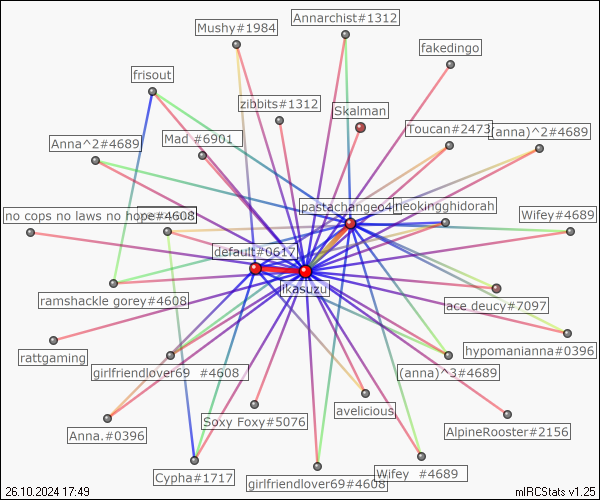 Annarchist#1312
Mushy#1984
fakedingo
frisout
zibbits#1312
Skalman
Toucan#2473
(anna)^2#4689
Mad #6901
Anna^2#4689
pastachangeo4
neokingghidorah
no cops no laws no hope#4608
Wifey#4689
default#0617
ikasuzu
ramshackle gorey#4608
ace deucy#7097
rattgaming
hypomanianna#0396
girlfriendlover69 #4608
(anna)^3#4689
avelicious
Soxy Foxy#5076
AlpineRooster#2156
Anna.#0396
Cypha#1717
girlfriendlover69#4608
Wifey #4689
26.10.2024 17:49
mIRCStats v1.25